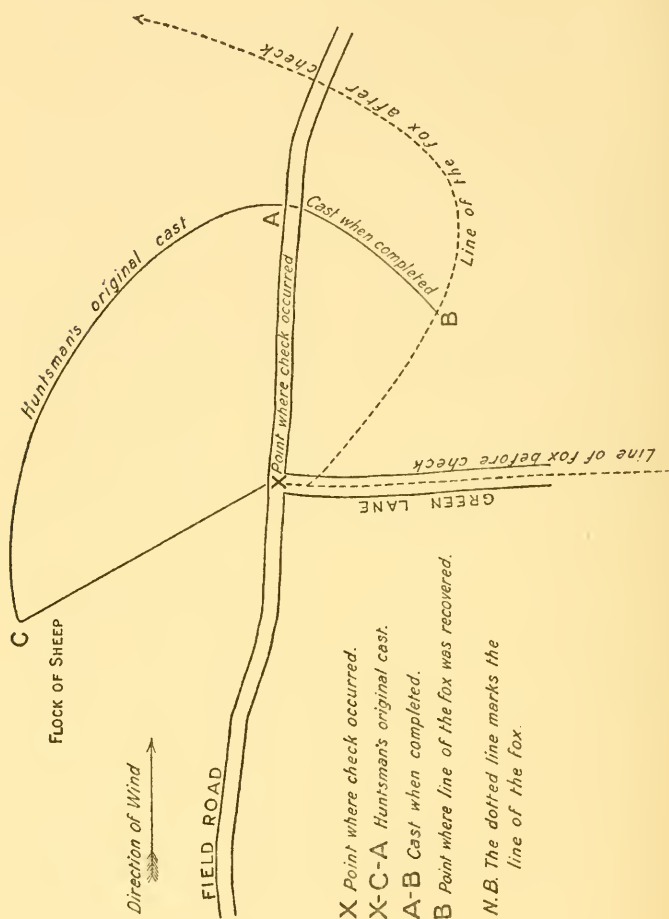 C
FLOCK OF SHEEP
Huntsman's original cast
A
Cast when completed
B
Line of the fox after check
X Point where check occurred
Line of Fox before check
GREEN LANE
Direction of Wind
FIELD ROAD
X Point where check occurred.
X-C-A Huntsman's original cast.
A-B Cast when completed.
B Point where line of the fox was recovered.
N.B. The dotted line marks the
line of the fox.